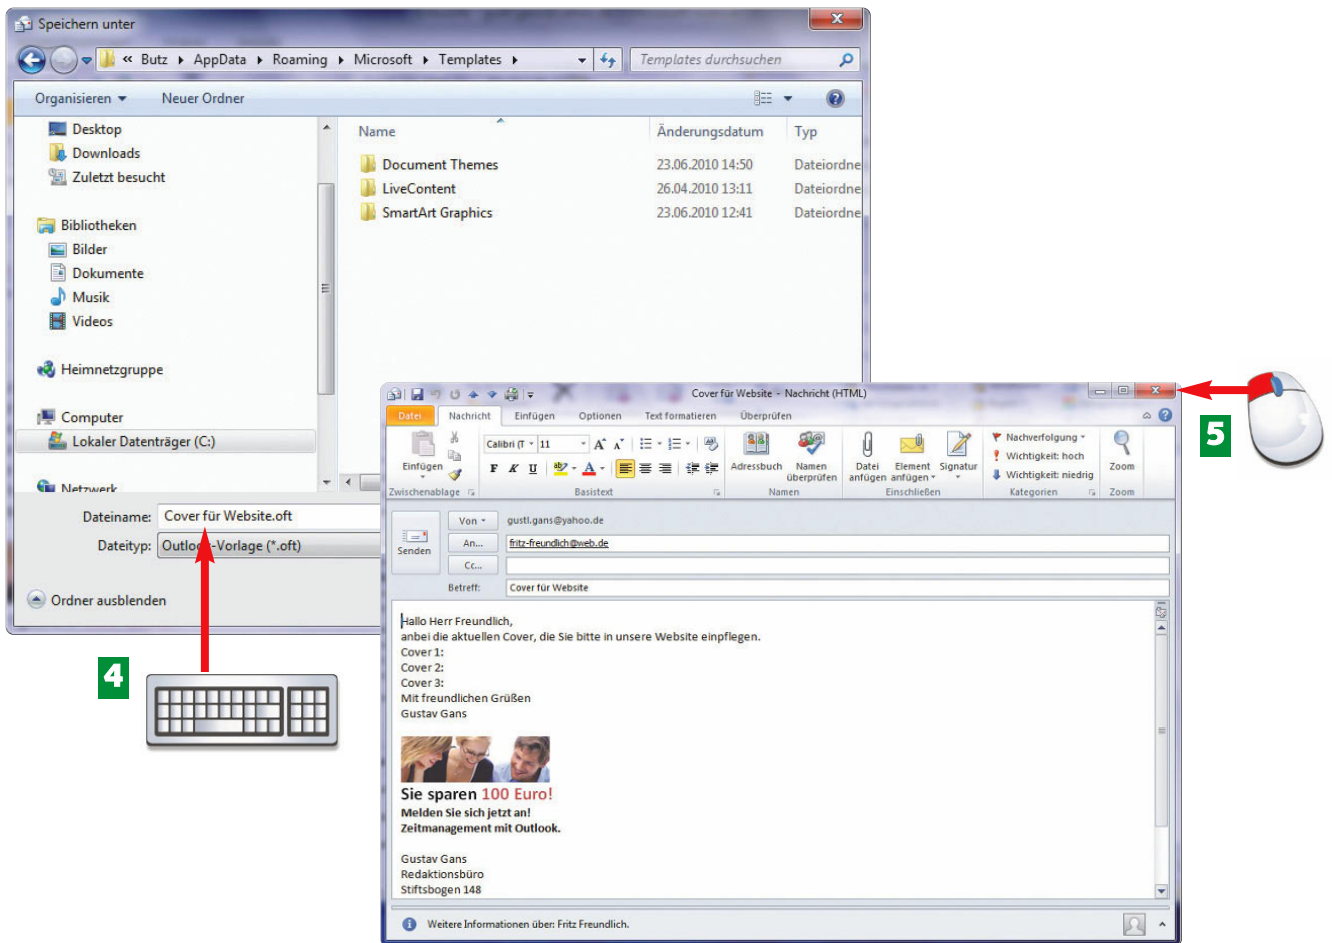 Speichern unter
« Butz ▸ AppData ▸ Roaming ▸ Microsoft ▸ Templates ▸
Templates durchsuchen
Organisieren
Neuer Ordner
Desktop
Downloads
Zuletzt besucht
Bibliotheken
Bilder
Dokumente
Musik
Videos
Heimnetzgruppe
Computer
Lokaler Datenträger (C:)
Netzwerk
Name Änderungsdatum Typ
Document Themes 23.06.2010 14:50 Dateiordne
LiveContent 26.04.2010 13:11 Dateiordne
SmartArt Graphics 23.06.2010 12:41 Dateiordne
Dateiname: Cover für Website.oft
Dateityp: Outlook-Vorlage (*.oft)
Ordner ausblenden
4
Cover für Website - Nachricht (HTML)
Datei Nachricht Einfügen Optionen Text formatieren Überprüfen
Einfügen
Zwischenablage
Calibri (T 11
F K U
Basistext
Adressbuch
Namen überprüfen
Namen
Datei anfügen
Element anfügen
Signatur
Einschließen
Nachverfolgung
Wichtigkeit: hoch
Wichtigkeit: niedrig
Kategorien
Zoom
Zoom
5
Senden
Von gustl.gans@yahoo.de
An... fritz-freundlich@web.de
Cc...
Betreff: Cover für Website
Hallo Herr Freundlich,
anbei die aktuellen Cover, die Sie bitte in unsere Website einpflegen.
Cover 1:
Cover 2:
Cover 3:
Mit freundlichen Grüßen
Gustav Gans
Sie sparen 100 Euro!
Melden Sie sich jetzt an!
Zeitmanagement mit Outlook.
Gustav Gans
Redaktionsbüro
Stiftsbogen 148
Weitere Informationen über: Fritz Freundlich.